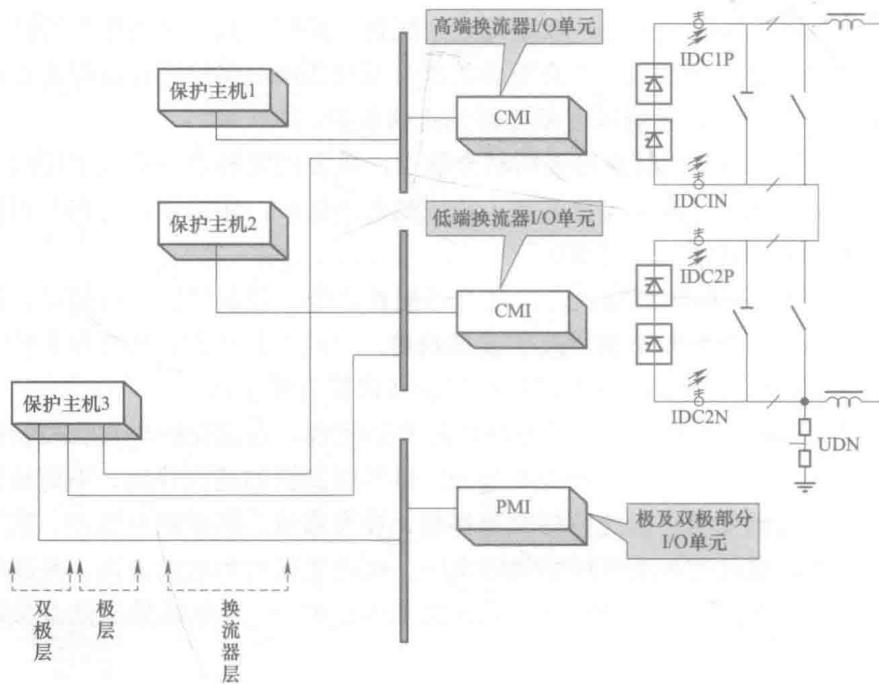 高端换流器I/O单元
保护主机1
CMI
IDC1P
IDCIN
保护主机2
低端换流器I/O单元
CMI
IDC2P
IDC2N
保护主机3
UDN
PMI
极及双极部分
I/O单元
双极层
极层
换流器层